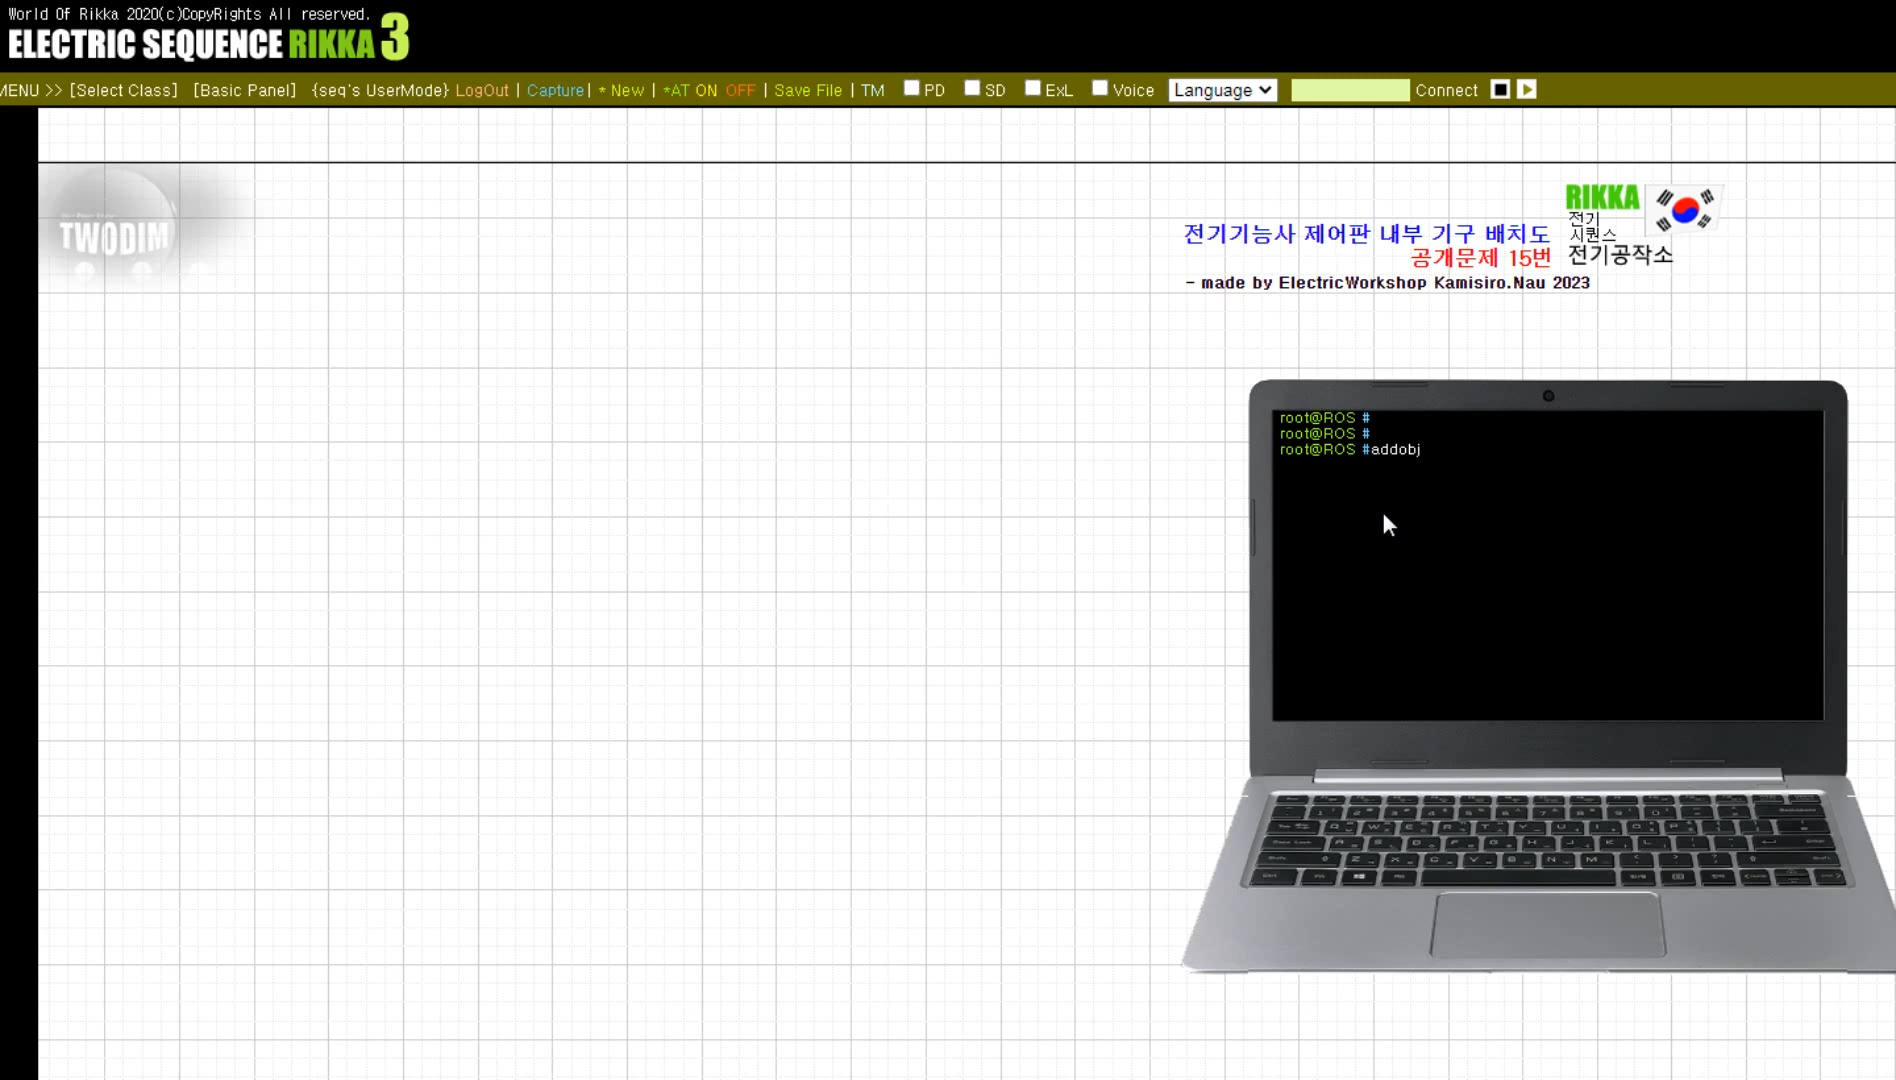 World Of Rikka 2020(c)CopyRights All reserved.
ELECTRIC SEQUENCE RIKKA 3
MENU >> [Select Class] [Basic Panel] {seq's UserMode} LogOut | Capture | * New | *AT ON OFF | Save File | TM PD SD ExL Voice Language Connect
TWODIM
RIKKA
전기
시퀀스
전기공작소
전기기능사 제어판 내부 기구 배치도
공개문제 15번
- made by ElectricWorkshop Kamisiro.Nau 2023
root@ROS #
root@ROS #
root@ROS #addobj